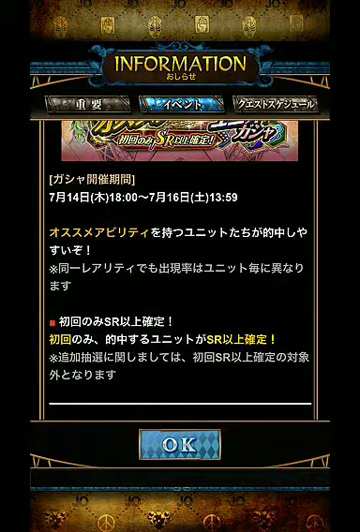 INFORMATION
おしらせ
重要
イベント
クエストスケジュール
初回のみSR以上確定!
[ガシャ開催期間]
7月14日(木)18:00〜7月16日(土)13:59
オススメアビリティを持つユニットたちが的中しや
すいぞ!
※同一レアリティでも出現率はユニット毎に異なり
ます
■ 初回のみSR以上確定!
初回のみ、的中するユニットがSR以上確定!
※追加抽選に関しましては、初回SR以上確定の対象
外となります
OK